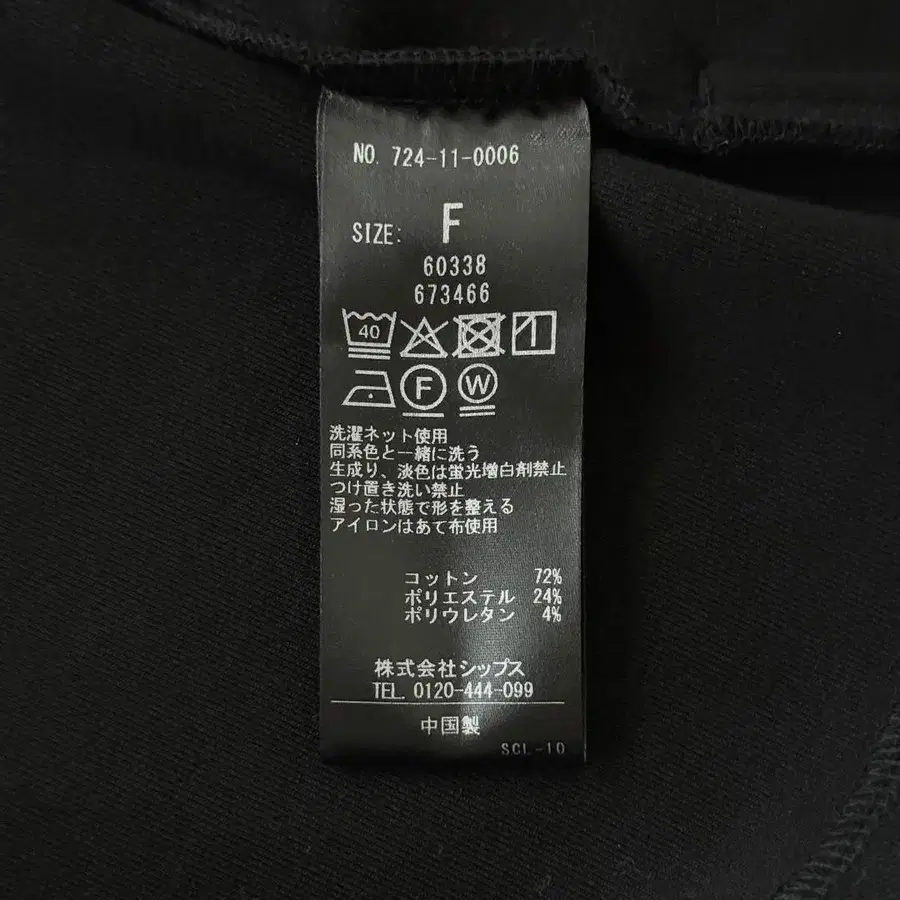 NO. 724-11-0006
SIZE: F
60338
673466
40
F W
洗濯ネット使用
同系色と一緒に洗う
生成り、淡色は蛍光増白剤禁止
つけ置き洗い禁止
湿った状態で形を整える
アイロンはあて布使用
コットン 72%
ポリエステル 24%
ポリウレタン 4%
株式会社シップス
TEL. 0120-444-099
中国製
SCL-10